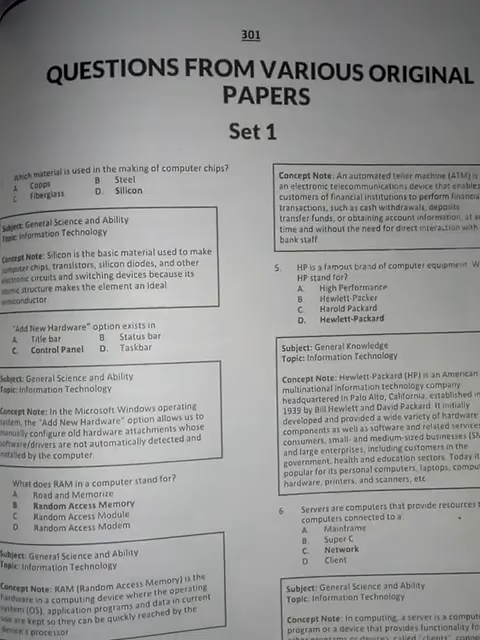 301
QUESTIONS FROM VARIOUS ORIGINAL
PAPERS
Set 1
Which material is used in the making of computer chips?
A Copps B Steel
C Fiberglass D. Silicon
Subject: General Science and Ability
Topic: Information Technology
Concept Note: Silicon is the basic material used to make
computer chips, transistors, silicon diodes, and other
electronic circuits and switching devices because its
atomic structure makes the element an ideal
semiconductor
"Add New Hardware" option exists in
A. Title bar B Status bar
C. Control Panel D. Taskbar
Subject: General Science and Ability
Topic: Information Technology
Concept Note: In the Microsoft Windows operating
system, the "Add New Hardware" option allows us to
manually configure old hardware attachments whose
software/drivers are not automatically detected and
installed by the computer.
What does RAM in a computer stand for?
A Road and Memorize
B. Random Access Memory
C Random Access Module
D. Random Access Modem
Subject: General Science and Ability
Topic: Information Technology
Concept Note: RAM (Random Access Memory) is the
hardware in a computing device where the operating
system (OS), application programs and data in current
use are kept so they can be quickly reached by the
device's processor
Concept Note: An automated teller machine (ATM) is
an electronic telecommunications device that enables
customers of financial institutions to perform financial
transactions, such as cash withdrawals, deposits
transfer funds, or obtaining account information, at
time and without the need for direct interaction with
bank staff
5. HP is a famous brand of computer equipment. W
HP stand for?
A. High Performance
B. Hewlett-Packer
C. Harold Packard
D. Hewlett-Packard
Subject: General Knowledge
Topic: Information Technology
Concept Note: Hewlett-Packard (HP) is an American
multinational information technology company
headquartered in Palo Alto, California, established in
1939 by Bill Hewlett and David Packard. It initially
developed and provided a wide variety of hardware
components as well as software and related services
consumers, small- and medium-sized businesses (SM
and large enterprises, including customers in the
government, health and education sectors. Today it
popular for its personal computers, laptops, compu
hardware, printers, and scanners, etc
6 Servers are computers that provide resources t
computers connected to a
A. Mainframe
B. Super C
C. Network
D. Client
Subject: General Science and Ability
Topic: Information Technology
Concept Note: In computing, a server is a comput
program or a device that provides functionality fo